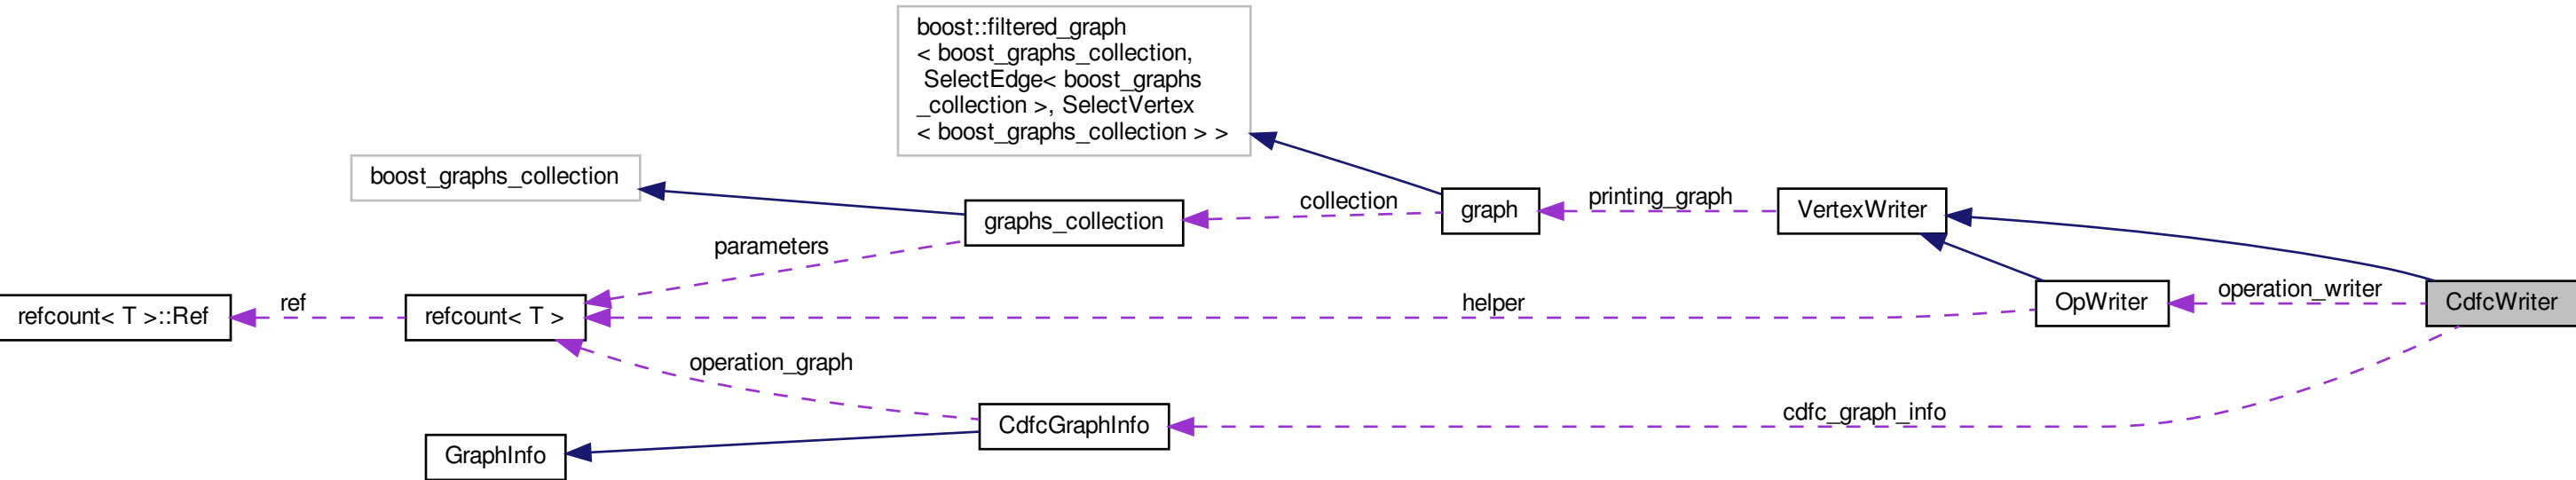 boost::filtered_graph
< boost_graphs_collection,
SelectEdge< boost_graphs
_collection >, SelectVertex
< boost_graphs_collection > >
boost_graphs_collection
graphs_collection
collection
graph
printing_graph
VertexWriter
parameters
refcount< T >::Ref
ref
refcount< T >
helper
OpWriter
operation_writer
CdfcWriter
operation_graph
GraphInfo
CdfcGraphInfo
cdfc_graph_info